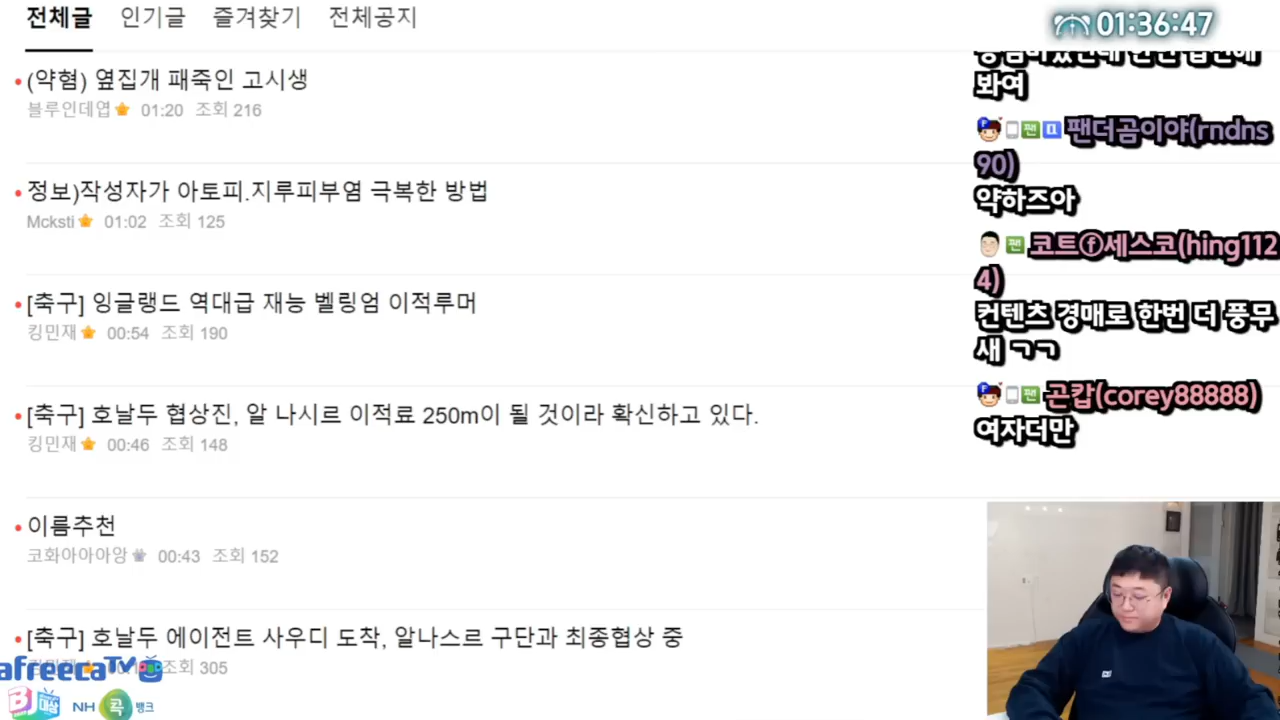 전체글 인기글 즐겨찾기 전체공지
01:36:47
(약혐) 옆집개 패죽인 고시생
블루인데엽 01:20 조회 216
정보)작성자가 아토피.지루피부염 극복한 방법
Mcksti 01:02 조회 125
[축구] 잉글랜드 역대급 재능 벨링엄 이적루머
킹민재 00:54 조회 190
[축구] 호날두 협상진, 알 나시르 이적료 250m이 될 것이라 확신하고 있다.
킹민재 00:46 조회 148
이름추천
코화아아아앙 00:43 조회 152
[축구] 호날두 에이전트 사우디 도착, 알나스르 구단과 최종협상 중
조회 305
afreecaTV
NH 콕 뱅크
봐여
팬더곰이야(rndns
90)
약하즈아
코트ⓕ세스코(hing112
4)
컨텐츠 경매로 한번 더 풍무
새 ㄱㄱ
곤캅(corey88888)
여자더만